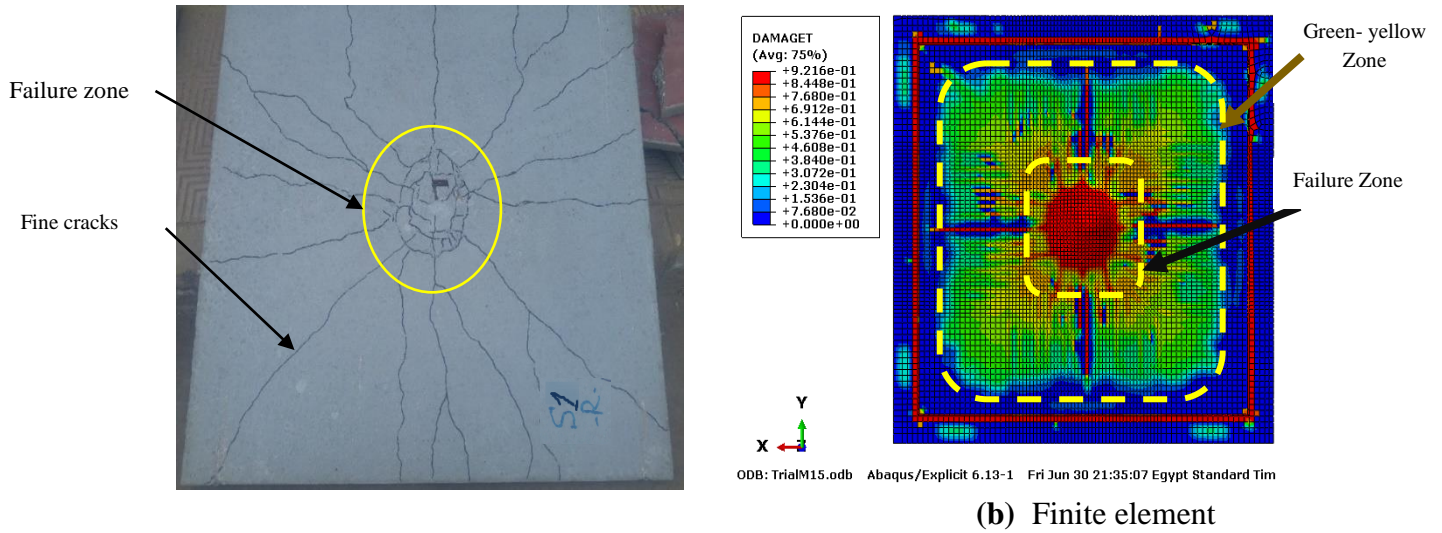 Failure zone
Fine cracks
S1
-R.
DAMAGET
(Avg: 75%)
+9.216e-01
+8.448e-01
+7.680e-01
+6.912e-01
+6.144e-01
+5.376e-01
+4.608e-01
+3.840e-01
+3.072e-01
+2.304e-01
+1.536e-01
+7.680e-02
+0.000e+00
Green- yellow
Zone
Failure Zone
Y
X
Z
ODB: TrialM15.odb Abaqus/Explicit 6.13-1 Fri Jun 30 21:35:07 Egypt Standard Tim
(b) Finite element